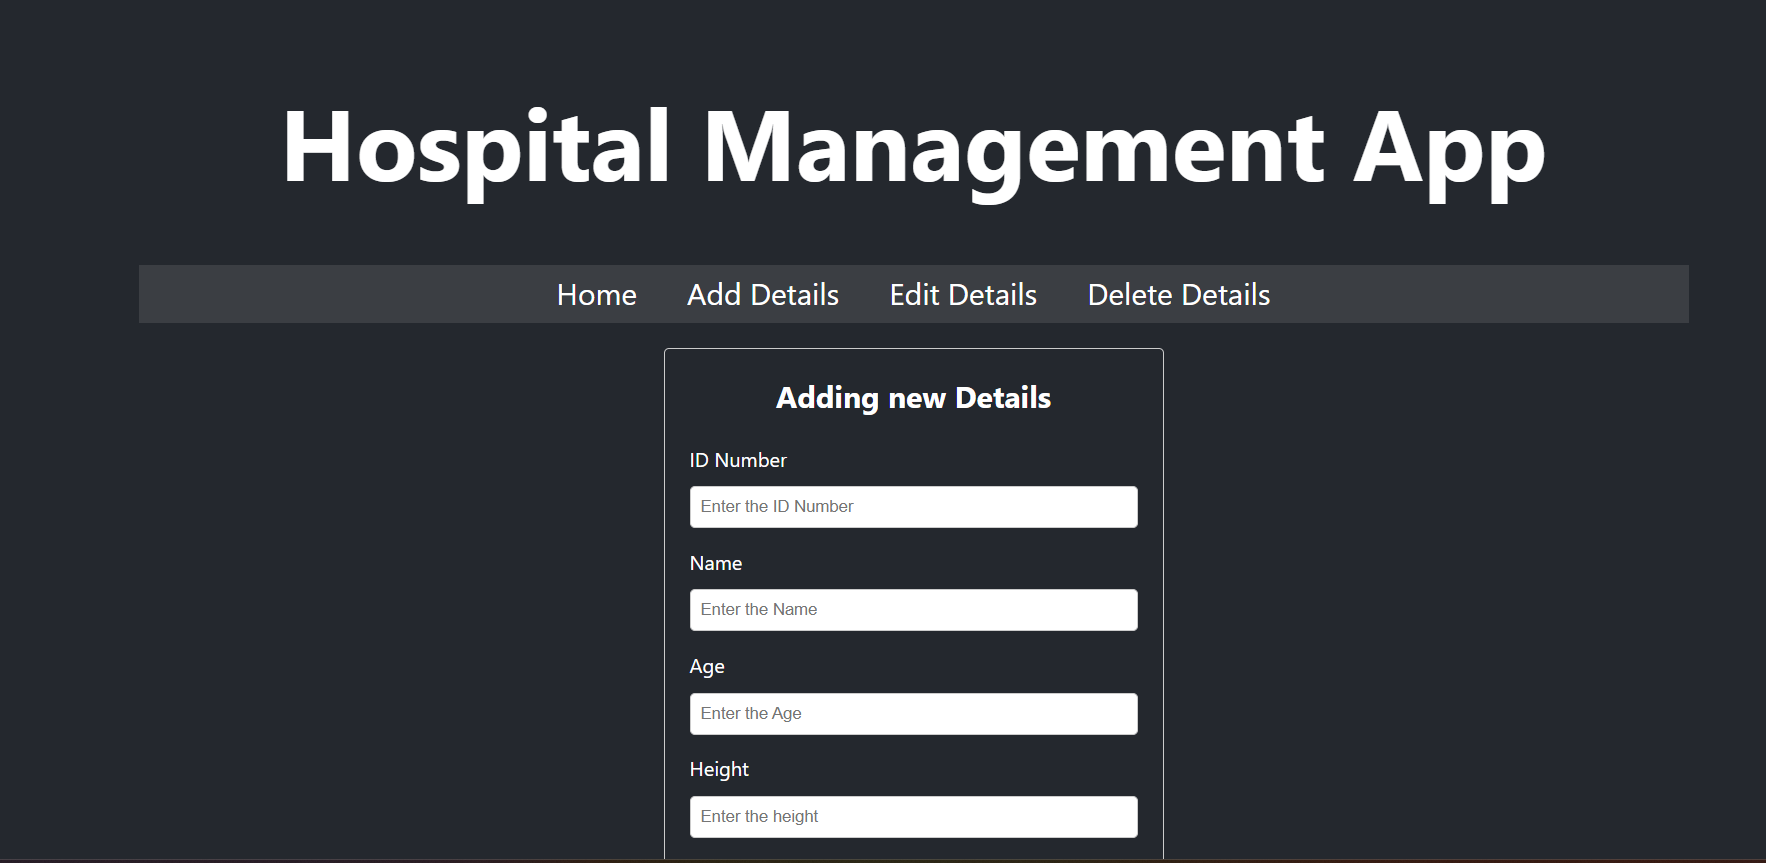 Hospital Management App
Home Add Details Edit Details Delete Details
Adding new Details
ID Number
Enter the ID Number
Name
Enter the Name
Age
Enter the Age
Height
Enter the height